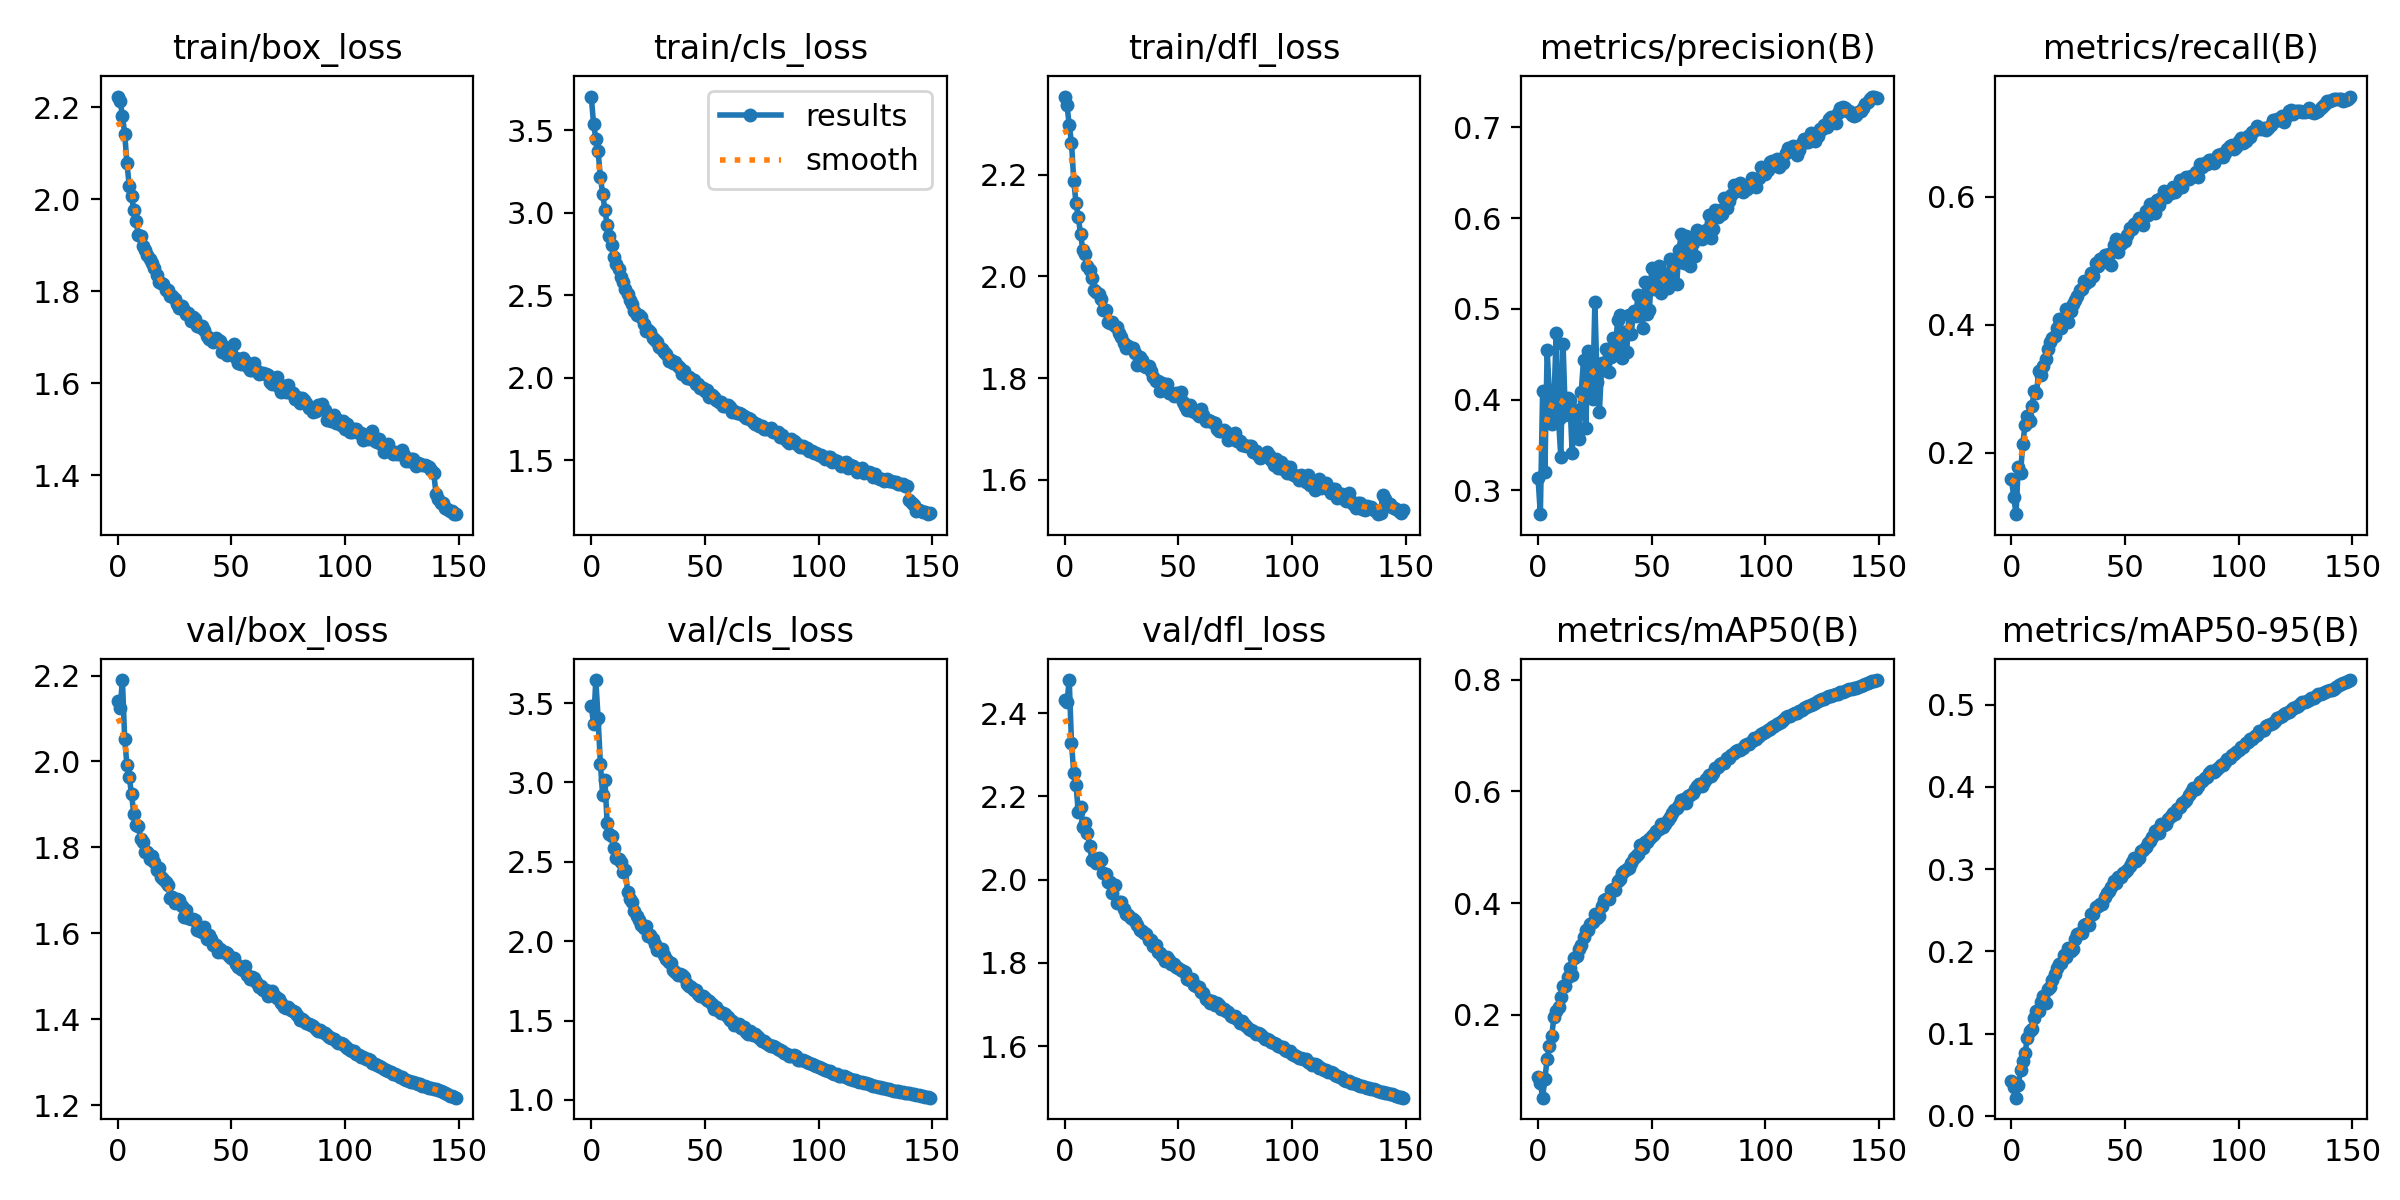 train/box_loss
2.2
2.0
1.8
1.6
1.4
0 50 100 150
train/cls_loss
results
smooth
3.5
3.0
2.5
2.0
1.5
0 50 100 150
train/dfl_loss
2.2
2.0
1.8
1.6
0 50 100 150
metrics/precision(B)
0.7
0.6
0.5
0.4
0.3
0 50 100 150
metrics/recall(B)
0.6
0.4
0.2
0 50 100 150
val/box_loss
2.2
2.0
1.8
1.6
1.4
1.2
0 50 100 150
val/cls_loss
3.5
3.0
2.5
2.0
1.5
1.0
0 50 100 150
val/dfl_loss
2.4
2.2
2.0
1.8
1.6
0 50 100 150
metrics/mAP50(B)
0.8
0.6
0.4
0.2
0 50 100 150
metrics/mAP50-95(B)
0.5
0.4
0.3
0.2
0.1
0.0
0 50 100 150